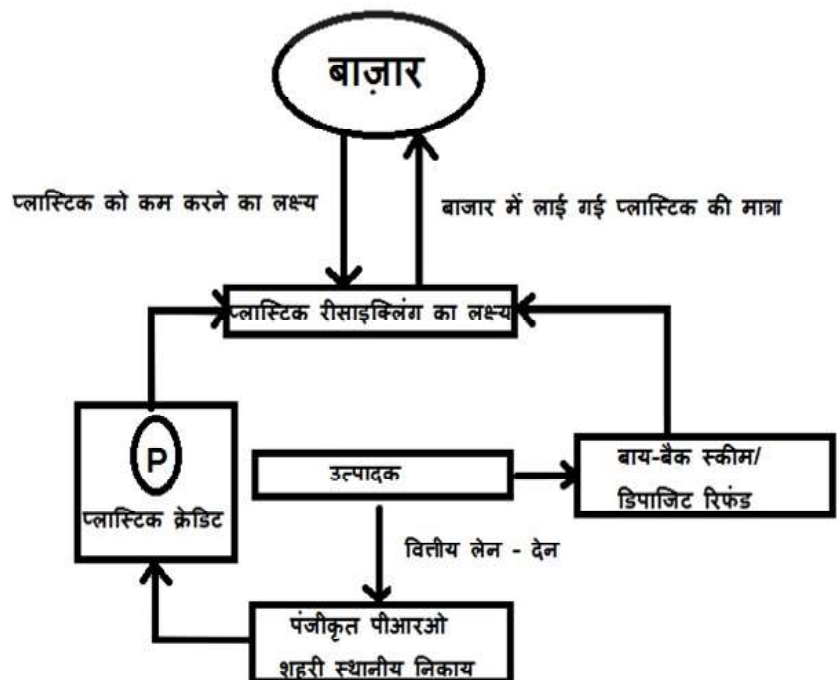 बाज़ार
प्लास्टिक को कम करने का लक्ष्य
बाजार में लाई गई प्लास्टिक की मात्रा
प्लास्टिक रीसाइक्लिंग का लक्ष्य
P
प्लास्टिक क्रेडिट
उत्पादक
बाय-बैक स्कीम/
डिपाजिट रिफंड
वित्तीय लेन - देन
पंजीकृत पीआरओ
शहरी स्थानीय निकाय